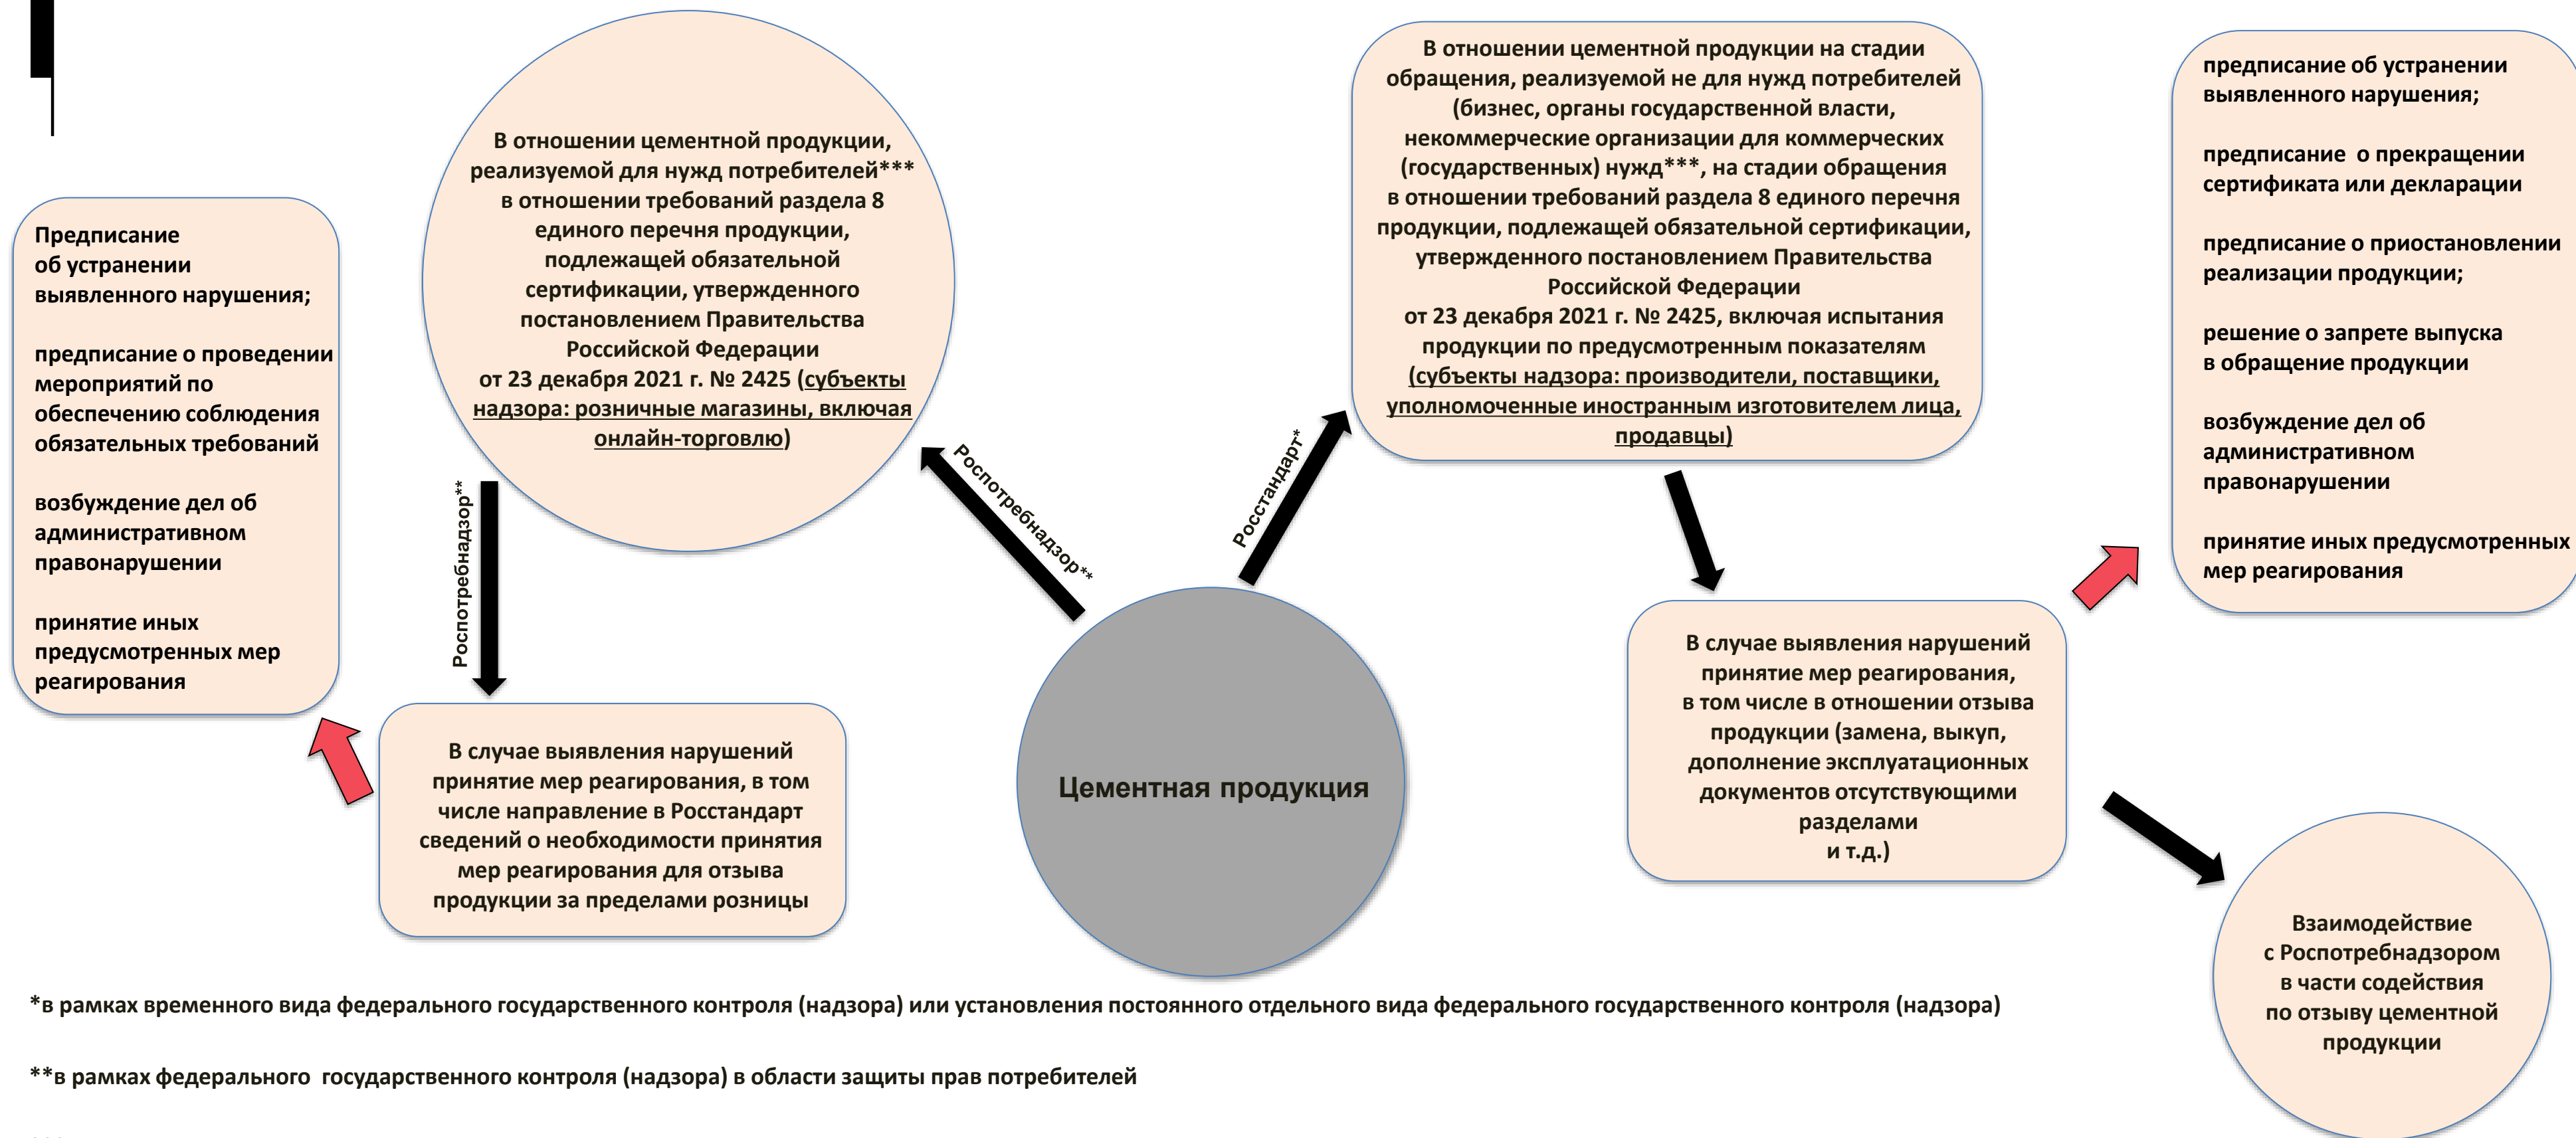 Предписание
об устранении
выявленного нарушения;
предписание о проведении
мероприятий по
обеспечению соблюдения
обязательных требований
возбуждение дел об
административном
правонарушении
принятие иных
предусмотренных мер
реагирования
В отношении цементной продукции,
реализуемой для нужд потребителей***
в отношении требований раздела 8
единого перечня продукции,
подлежащей обязательной
сертификации, утвержденного
постановлением Правительства
Российской Федерации
от 23 декабря 2021 г. № 2425 (субъекты
надзора: розничные магазины, включая
онлайн-торговлю)
Роспотребнадзор**
В случае выявления нарушений
принятие мер реагирования, в том
числе направление в Росстандарт
сведений о необходимости принятия
мер реагирования для отзыва
продукции за пределами розницы
Роспотребнадзор**
Цементная продукция
Росстандарт*
В отношении цементной продукции на стадии
обращения, реализуемой не для нужд потребителей
(бизнес, органы государственной власти,
некоммерческие организации для коммерческих
(государственных) нужд***, на стадии обращения
в отношении требований раздела 8 единого перечня
продукции, подлежащей обязательной сертификации,
утвержденного постановлением Правительства
Российской Федерации
от 23 декабря 2021 г. № 2425, включая испытания
продукции по предусмотренным показателям
(субъекты надзора: производители, поставщики,
уполномоченные иностранным изготовителем лица,
продавцы)
В случае выявления нарушений
принятие мер реагирования,
в том числе в отношении отзыва
продукции (замена, выкуп,
дополнение эксплуатационных
документов отсутствующими
разделами
и т.д.)
предписание об устранении
выявленного нарушения;
предписание о прекращении
сертификата или декларации
предписание о приостановлении
реализации продукции;
решение о запрете выпуска
в обращение продукции
возбуждение дел об
административном
правонарушении
принятие иных предусмотренных
мер реагирования
Взаимодействие
с Роспотребнадзором
в части содействия
по отзыву цементной
продукции
*в рамках временного вида федерального государственного контроля (надзора) или установления постоянного отдельного вида федерального государственного контроля (надзора)
**в рамках федерального государственного контроля (надзора) в области защиты прав потребителей